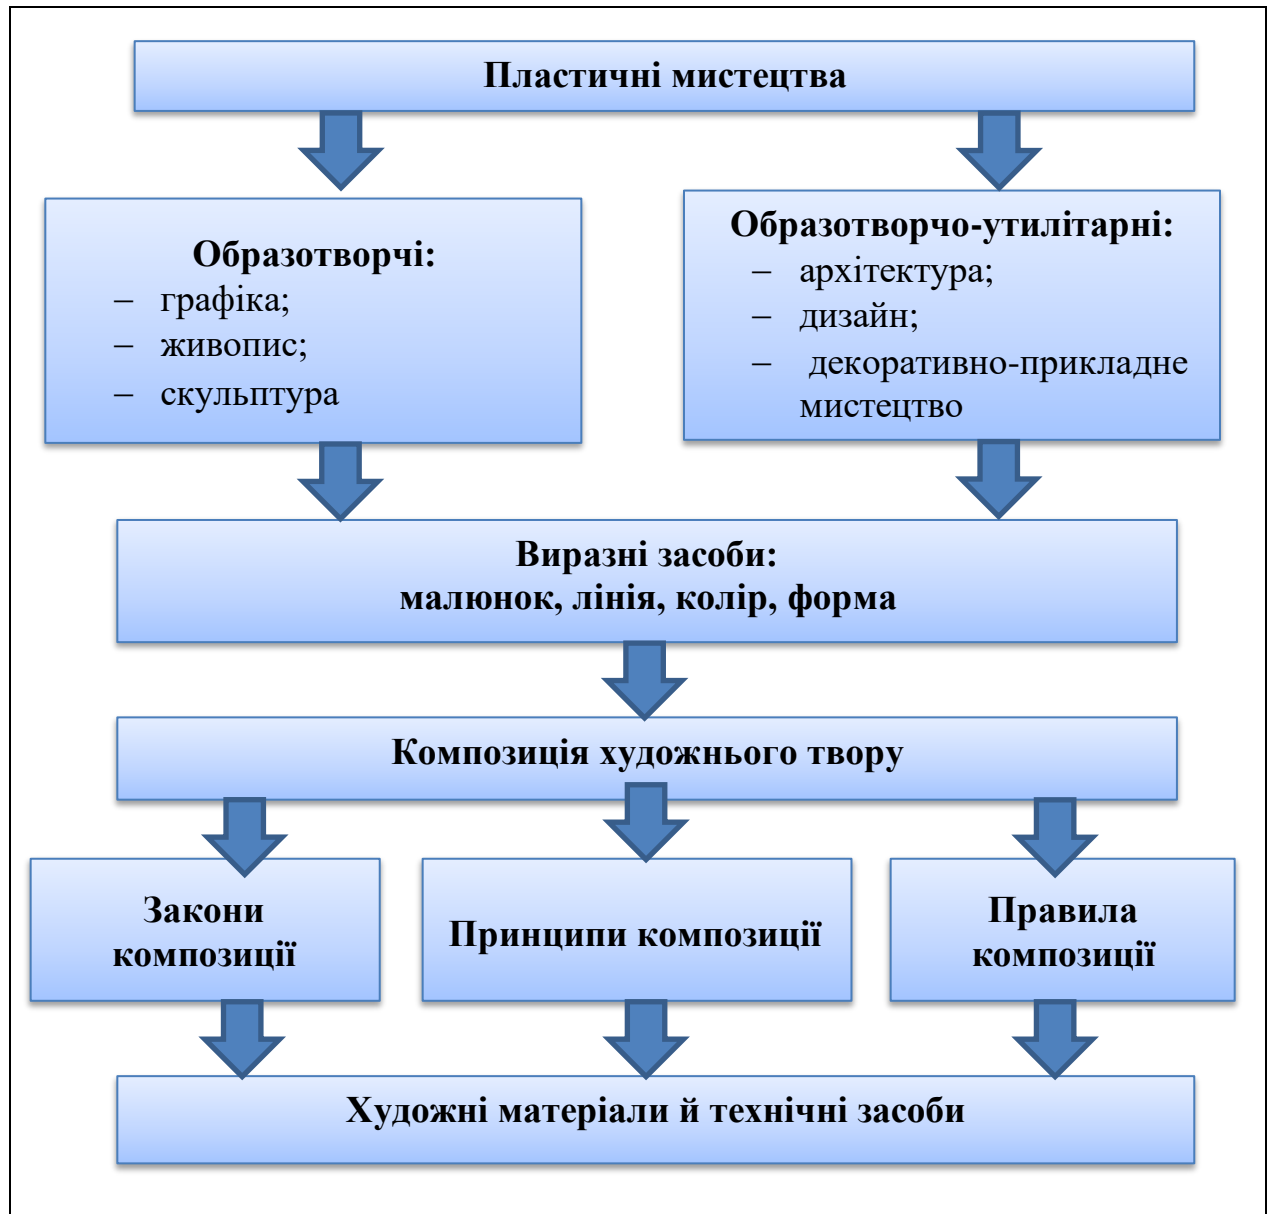 Пластичні мистецтва
Образотворчі:
– графіка;
– живопис;
– скульптура
Образотворчо-утилітарні:
– архітектура;
– дизайн;
– декоративно-прикладне
мистецтво
Виразні засоби:
малюнок, лінія, колір, форма
Композиція художнього твору
Закони
композиції
Принципи композиції
Правила
композиції
Художні матеріали й технічні засоби